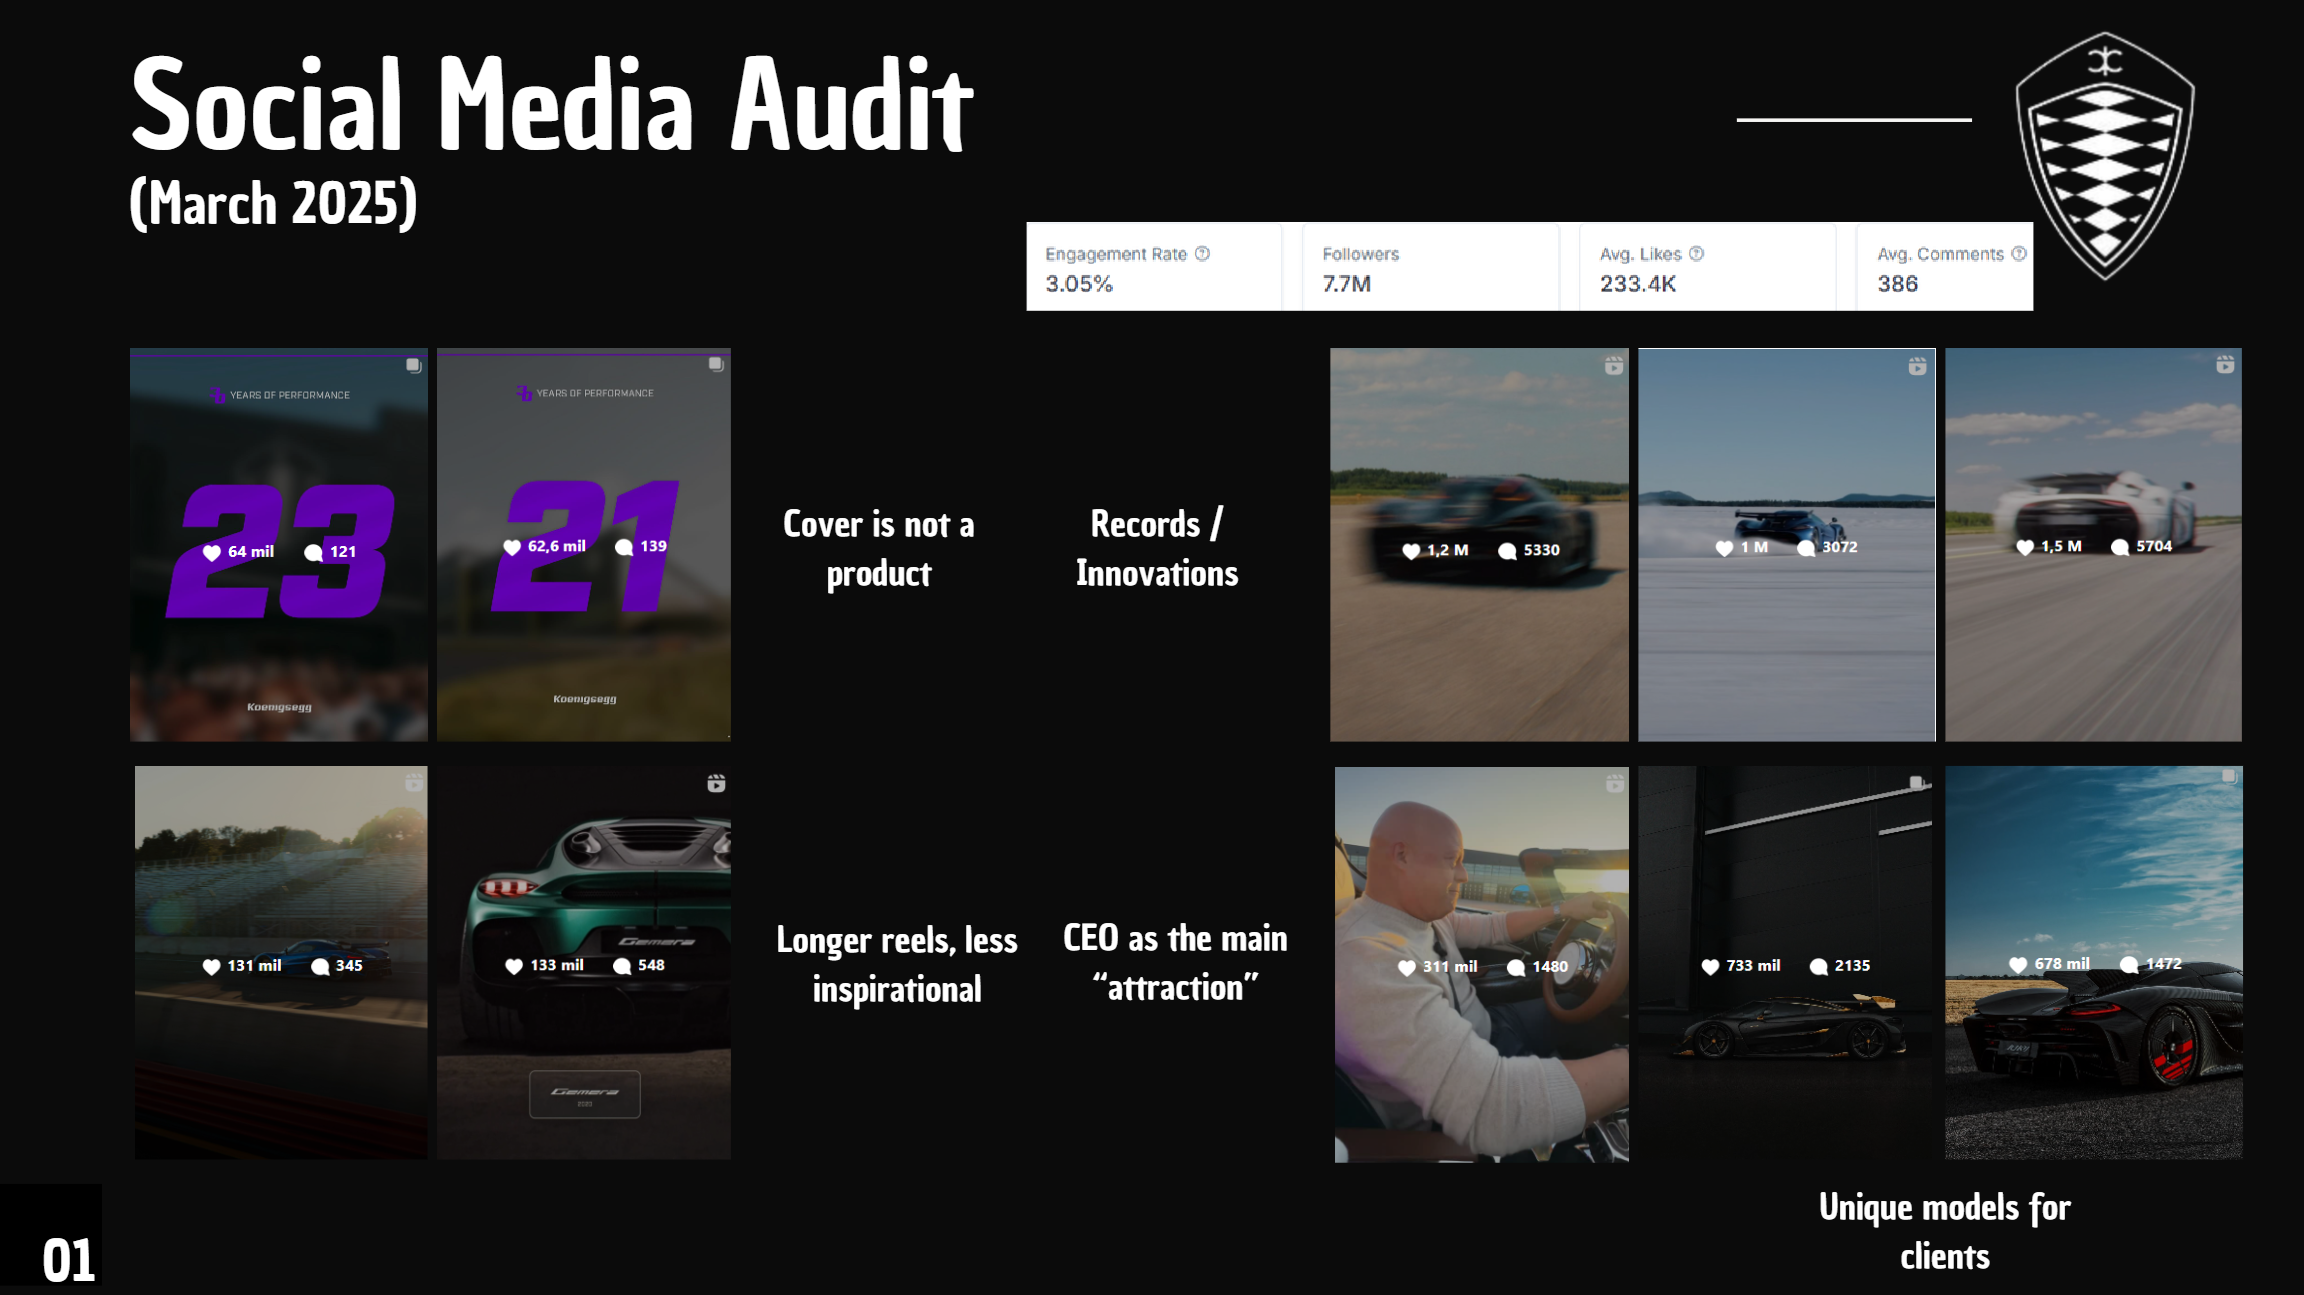 Social Media Audit
(March 2025)
Engagement Rate
3.05%
Followers
7.7M
Avg. Likes
233.4K
Avg. Comments
386
YEARS OF PERFORMANCE
23
64 mil 121
Koenigsegg
YEARS OF PERFORMANCE
21
62,6 mil 139
Koenigsegg
Cover is not a
product
Records /
Innovations
1,2 M 5330
1 M 3072
1,5 M 5704
131 mil 345
Gemera
133 mil 548
Gemera
Longer reels, less
inspirational
CEO as the main
“attraction”
311 mil 1480
733 mil 2135
678 mil 1472
Unique models for
clients
01